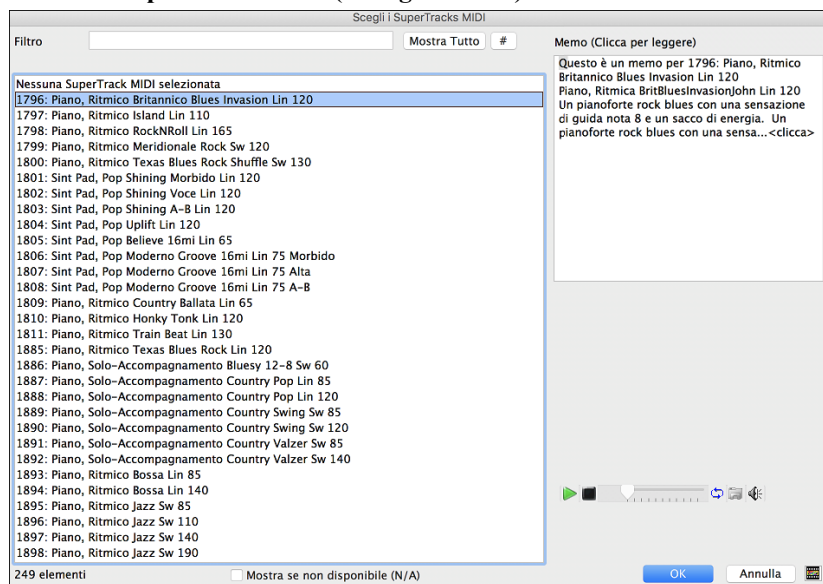 Scegli i SuperTracks MIDI
Filtro
Mostra Tutto
#
Memo (Clicca per leggere)
Nessuna SuperTrack MIDI selezionata
1796: Piano, Ritmico Britannico Blues Invasion Lin 120
1797: Piano, Ritmico Island Lin 110
1798: Piano, Ritmico RockNRoll Lin 165
1799: Piano, Ritmico Meridionale Rock Sw 120
1800: Piano, Ritmico Texas Blues Rock Shuffle Sw 130
1801: Sint Pad, Pop Shining Morbido Lin 120
1802: Sint Pad, Pop Shining Voce Lin 120
1803: Sint Pad, Pop Shining A-B Lin 120
1804: Sint Pad, Pop Uplift Lin 120
1805: Sint Pad, Pop Believe 16mi Lin 65
1806: Sint Pad, Pop Moderno Groove 16mi Lin 75 Morbido
1807: Sint Pad, Pop Moderno Groove 16mi Lin 75 Alta
1808: Sint Pad, Pop Moderno Groove 16mi Lin 75 A-B
1809: Piano, Ritmico Country Ballata Lin 65
1810: Piano, Ritmico Honky Tonk Lin 120
1811: Piano, Ritmico Train Beat Lin 130
1885: Piano, Ritmico Texas Blues Rock Lin 120
1886: Piano, Solo-Accompagnamento Bluesy 12-8 Sw 60
1887: Piano, Solo-Accompagnamento Country Pop Lin 85
1888: Piano, Solo-Accompagnamento Country Pop Lin 120
1889: Piano, Solo-Accompagnamento Country Swing Sw 85
1890: Piano, Solo-Accompagnamento Country Swing Sw 120
1891: Piano, Solo-Accompagnamento Country Valzer Sw 85
1892: Piano, Solo-Accompagnamento Country Valzer Sw 140
1893: Piano, Ritmico Bossa Lin 85
1894: Piano, Ritmico Bossa Lin 140
1895: Piano, Ritmico Jazz Sw 85
1896: Piano, Ritmico Jazz Sw 110
1897: Piano, Ritmico Jazz Sw 140
1898: Piano, Ritmico Jazz Sw 190
Questo è un memo per 1796: Piano, Ritmico
Britannico Blues Invasion Lin 120
Piano, Ritmica BritBluesInvasionJohn Lin 120
Un pianoforte rock blues con una sensazione
di guida nota 8 e un sacco di energia. Un
pianoforte rock blues con una sensa...<clicca>
249 elementi
Mostra se non disponibile (N/A)
OK
Annulla